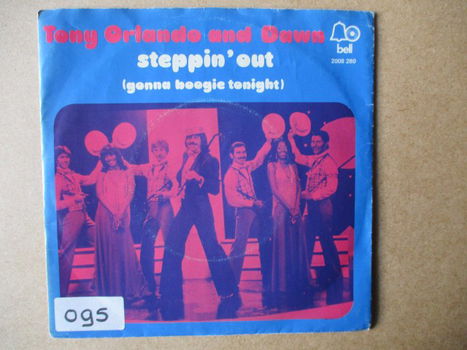 Tony Orlando and Dawn
steppin' out
(gonna boogie tonight)
bell
2008 280
095